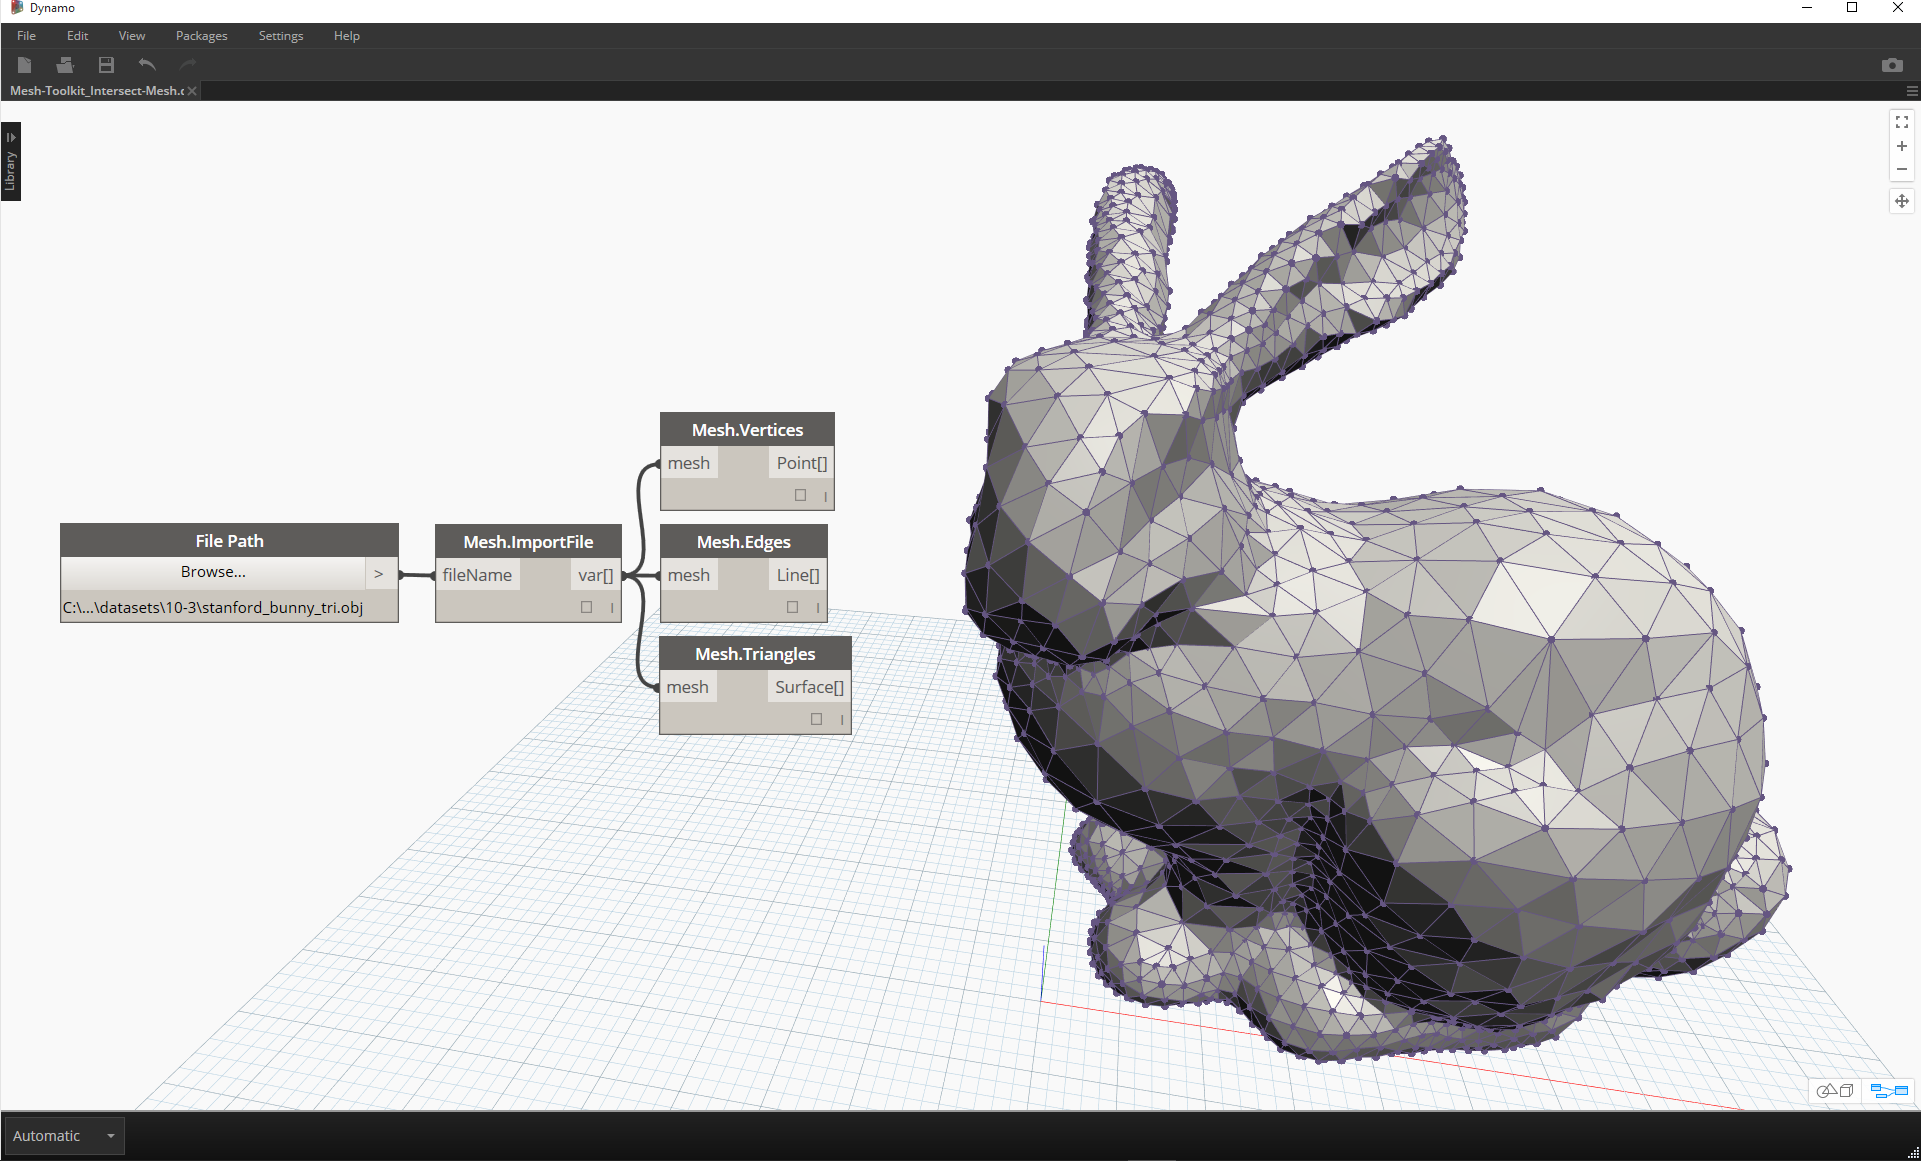 Dynamo
File Edit View Packages Settings Help
Mesh-Toolkit_Intersect-Mesh.c
Library
Mesh.Vertices
mesh Point[]
File Path
Browse... >
C:\...\datasets\10-3\stanford_bunny_tri.obj
Mesh.ImportFile
fileName var[]
Mesh.Edges
mesh Line[]
Mesh.Triangles
mesh Surface[]
Automatic